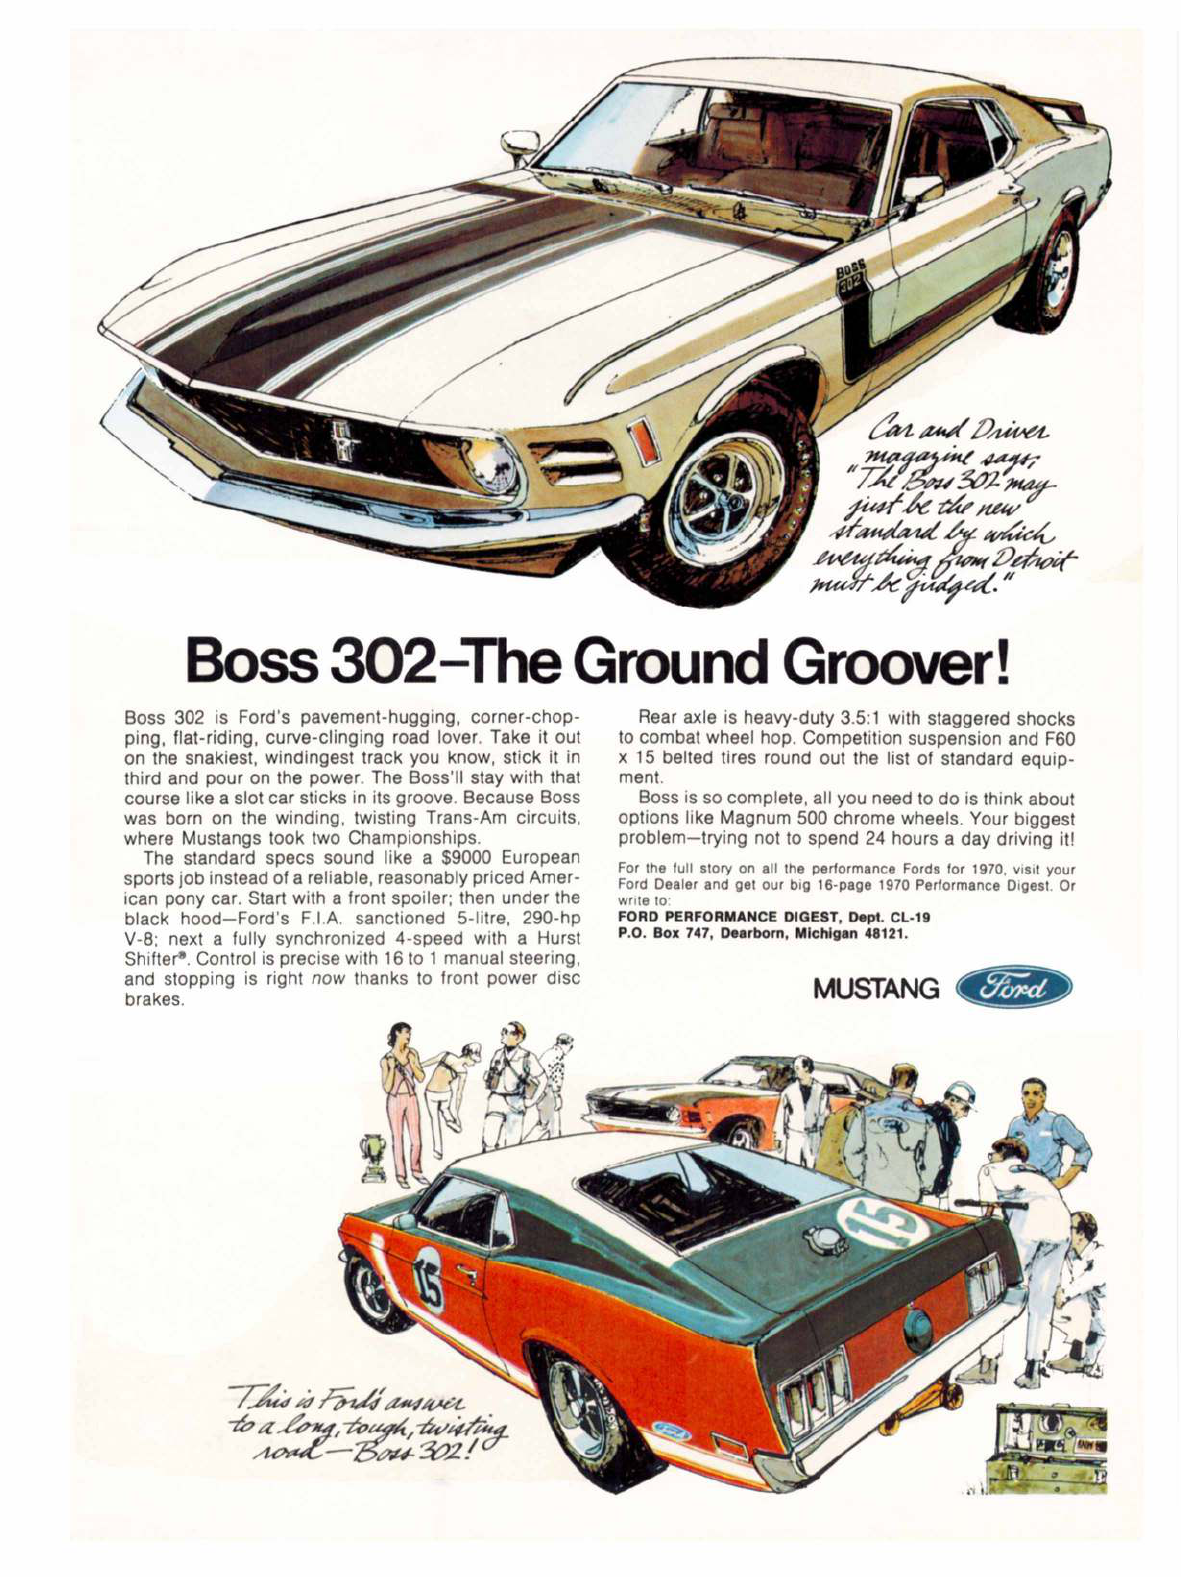 BOSS
302
Car and Driver
magazine says,
"The Boss 302 may
just be the new
standard by which
everything from Detroit
must be judged."
Boss 302–The Ground Groover!
Boss 302 is Ford's pavement-hugging, corner-chop-
ping, flat-riding, curve-clinging road lover. Take it out
on the snakiest, windingest track you know, stick it in
third and pour on the power. The Boss'll stay with that
course like a slot car sticks in its groove. Because Boss
was born on the winding, twisting Trans-Am circuits,
where Mustangs took two Championships.
The standard specs sound like a $9000 European
sports job instead of a reliable, reasonably priced Amer-
ican pony car. Start with a front spoiler; then under the
black hood—Ford's F.I.A. sanctioned 5-litre, 290-hp
V-8; next a fully synchronized 4-speed with a Hurst
Shifter®. Control is precise with 16 to 1 manual steering,
and stopping is right now thanks to front power disc
brakes.
Rear axle is heavy-duty 3.5:1 with staggered shocks
to combat wheel hop. Competition suspension and F60
x 15 belted tires round out the list of standard equip-
ment.
Boss is so complete, all you need to do is think about
options like Magnum 500 chrome wheels. Your biggest
problem—trying not to spend 24 hours a day driving it!
For the full story on all the performance Fords for 1970, visit your
Ford Dealer and get our big 16-page 1970 Performance Digest. Or
write to:
FORD PERFORMANCE DIGEST, Dept. CL-19
P.O. Box 747, Dearborn, Michigan 48121.
MUSTANG Ford
15
15
Ford
This is Ford's answer
to a long, tough, twisting
road — Boss 302!